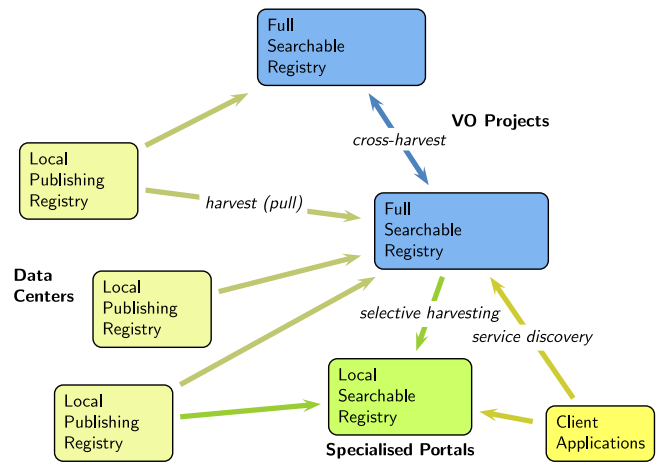 Full
Searchable
Registry
VO Projects
cross-harvest
Local
Publishing
Registry
harvest (pull)
Full
Searchable
Registry
Data
Centers
Local
Publishing
Registry
selective harvesting
service discovery
Local
Publishing
Registry
Local
Searchable
Registry
Client
Applications
Specialised Portals